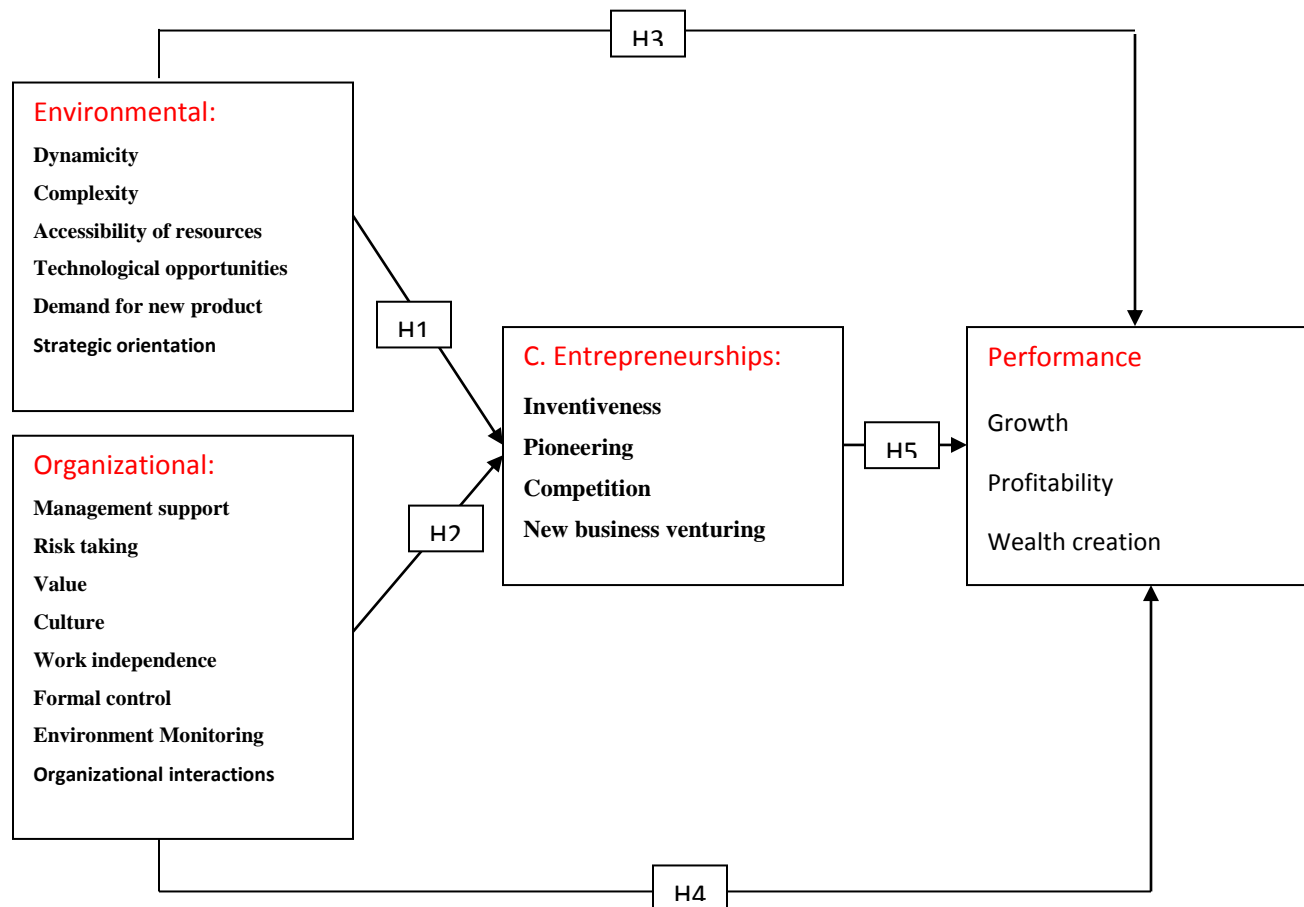 H3
Environmental:
Dynamicity
Complexity
Accessibility of resources
Technological opportunities
Demand for new product
Strategic orientation
H1
C. Entrepreneurships:
Inventiveness
Pioneering
Competition
New business venturing
H5
Performance
Growth
Profitability
Wealth creation
Organizational:
Management support
Risk taking
Value
Culture
Work independence
Formal control
Environment Monitoring
Organizational interactions
H2
H4